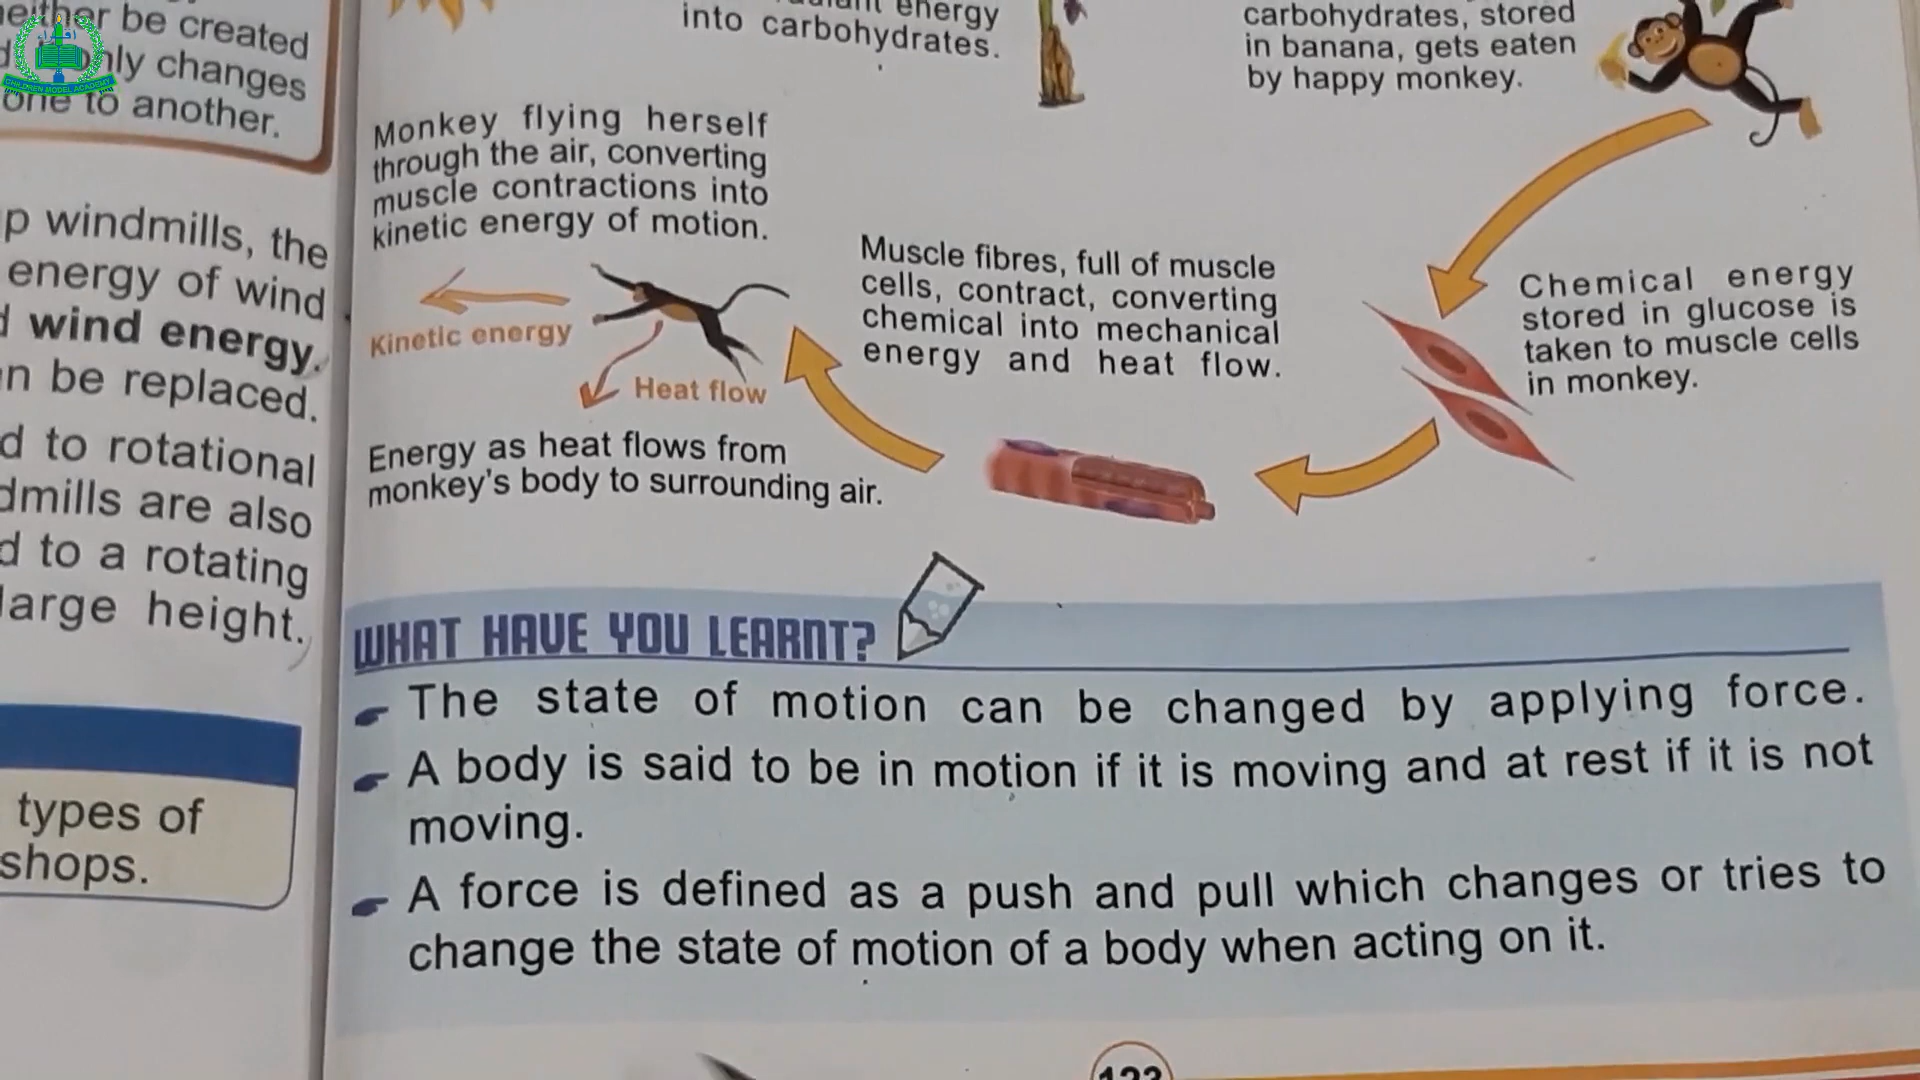 neither be created
only changes
one to another.
p windmills, the
energy of wind
wind energy.
n be replaced.
d to rotational
dmills are also
d to a rotating
large height.
types of
shops.
energy
into carbohydrates.
carbohydrates, stored
in banana, gets eaten
by happy monkey.
Monkey flying herself
through the air, converting
muscle contractions into
kinetic energy of motion.
Kinetic energy
Heat flow
Energy as heat flows from
monkey's body to surrounding air.
Muscle fibres, full of muscle
cells, contract, converting
chemical into mechanical
energy and heat flow.
Chemical energy
stored in glucose is
taken to muscle cells
in monkey.
WHAT HAVE YOU LEARNT?
The state of motion can be changed by applying force.
A body is said to be in motion if it is moving and at rest if it is not
moving.
A force is defined as a push and pull which changes or tries to
change the state of motion of a body when acting on it.
CHILDREN MODEL ACADEMY